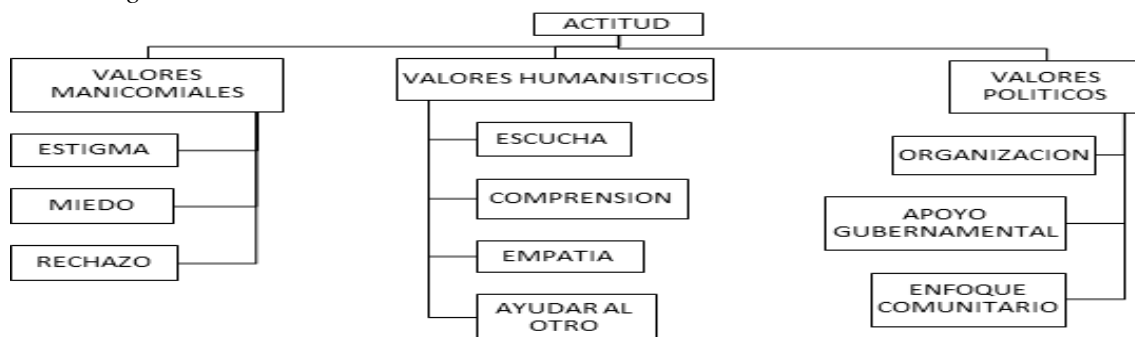 ACTITUD
VALORES
MANICOMIALES
ESTIGMA
MIEDO
RECHAZO
VALORES HUMANISTICOS
ESCUCHA
COMPRENSION
EMPATIA
AYUDAR AL
OTRO
VALORES
POLITICOS
ORGANIZACION
APOYO
GUBERNAMENTAL
ENFOQUE
COMUNITARIO